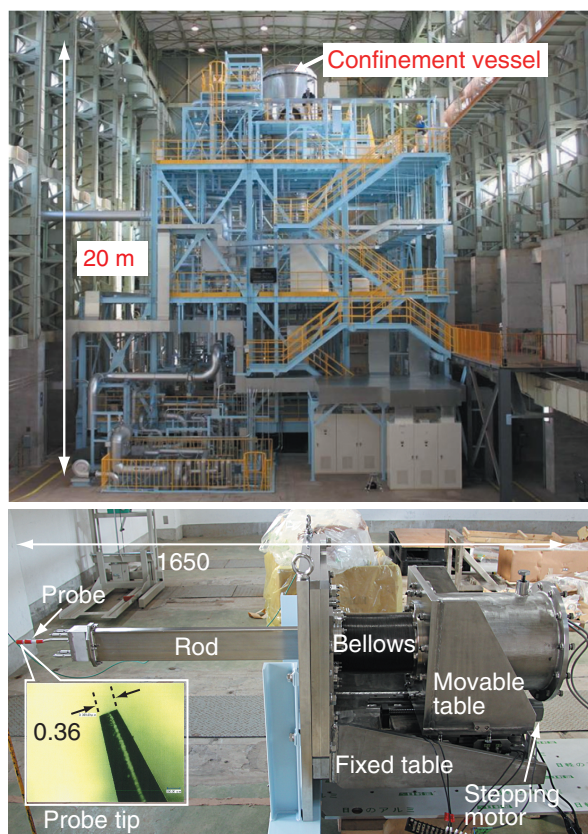 Confinement vessel
20 m
1650
Probe
Rod
Bellows
Movable
table
0.36
Fixed table
Stepping
motor
Probe tip